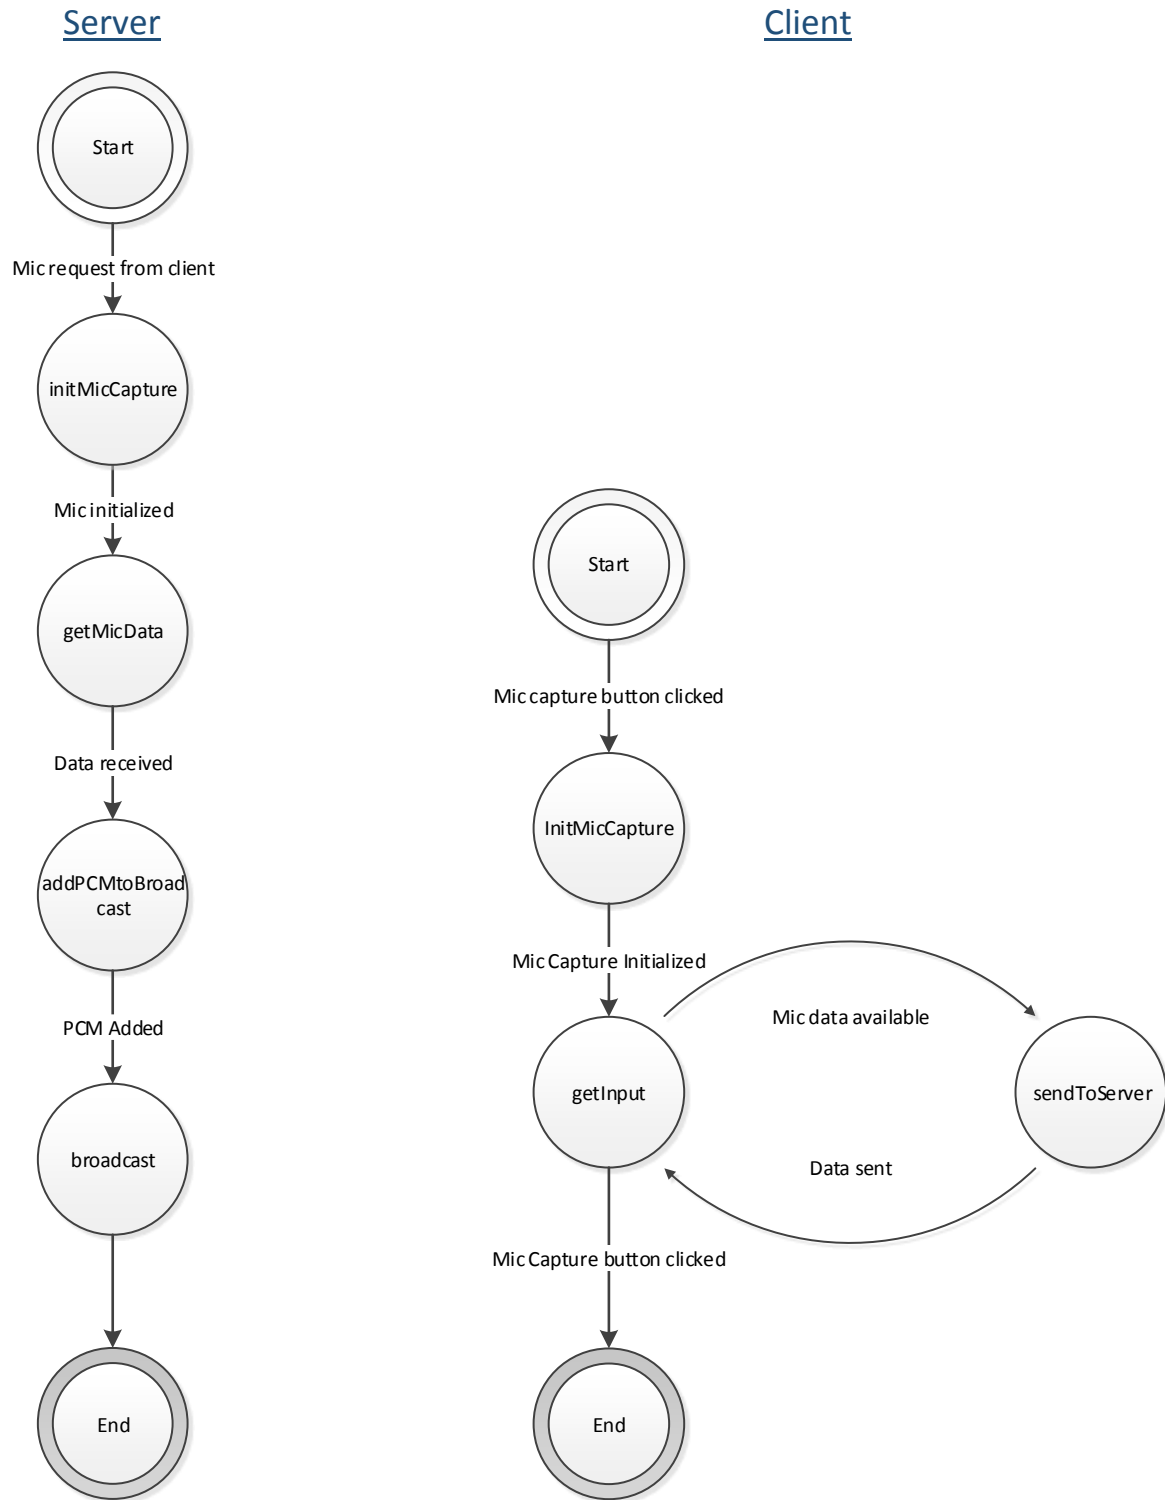 Server
Start
Mic request from client
initMicCapture
Mic initialized
getMicData
Data received
addPCMtoBroad
cast
PCM Added
broadcast
End
Client
Start
Mic capture button clicked
InitMicCapture
Mic Capture Initialized
getInput
Mic data available
sendToServer
Data sent
Mic Capture button clicked
End